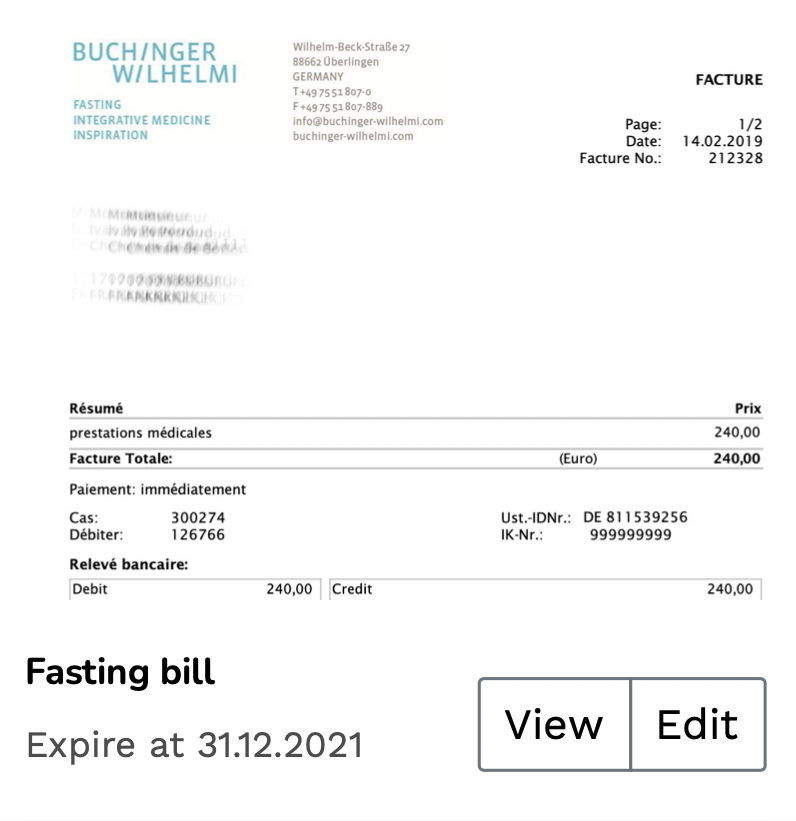 BUCHINGER
WILHELMI
FASTING
INTEGRATIVE MEDICINE
INSPIRATION
Wilhelm-Beck-Straße 27
88662 Überlingen
GERMANY
T +49 75 51 807-0
F +49 75 51 807-889
info@buchinger-wilhelmi.com
buchinger-wilhelmi.com
FACTURE
Page: 1/2
Date: 14.02.2019
Facture No.: 212328
Résumé Prix
prestations médicales 240,00
Facture Totale: (Euro) 240,00
Paiement: immédiatement
Cas: 300274 Ust.-IDNr.: DE 811539256
Débiter: 126766 IK-Nr.: 999999999
Relevé bancaire:
Debit 240,00 Credit 240,00
Fasting bill
Expire at 31.12.2021
View Edit